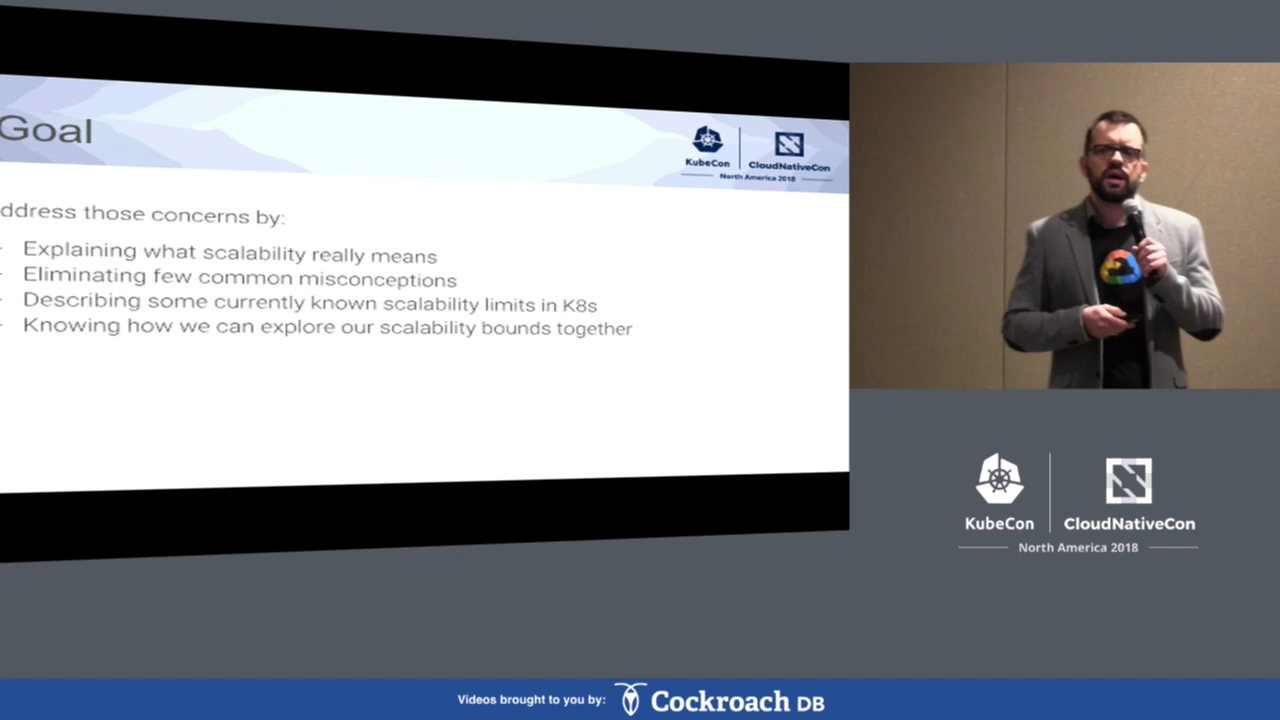 Goal
KubeCon
CloudNativeCon
North America 2018
ddress those concerns by:
- Explaining what scalability really means
- Eliminating few common misconceptions
- Describing some currently known scalability limits in K8s
- Knowing how we can explore our scalability bounds together
KubeCon
CloudNativeCon
North America 2018
Videos brought to you by:
Cockroach DB